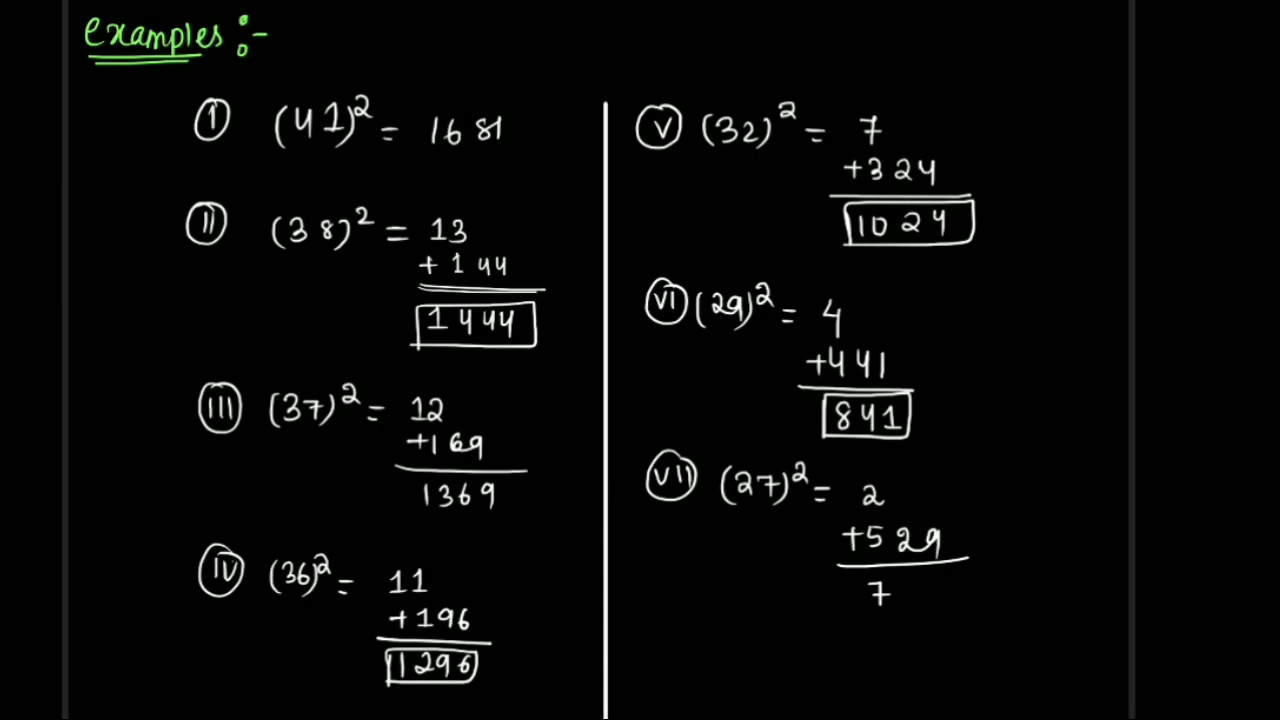 examples :-
(I) (41)² = 1681
(II) (38)² = 13
+ 144
1444
(III) (37)² = 12
+169
1369
(IV) (36)² = 11
+196
1296
(V) (32)² = 7
+324
1024
(VI) (29)² = 4
+441
841
(VII) (27)² = 2
+529
7